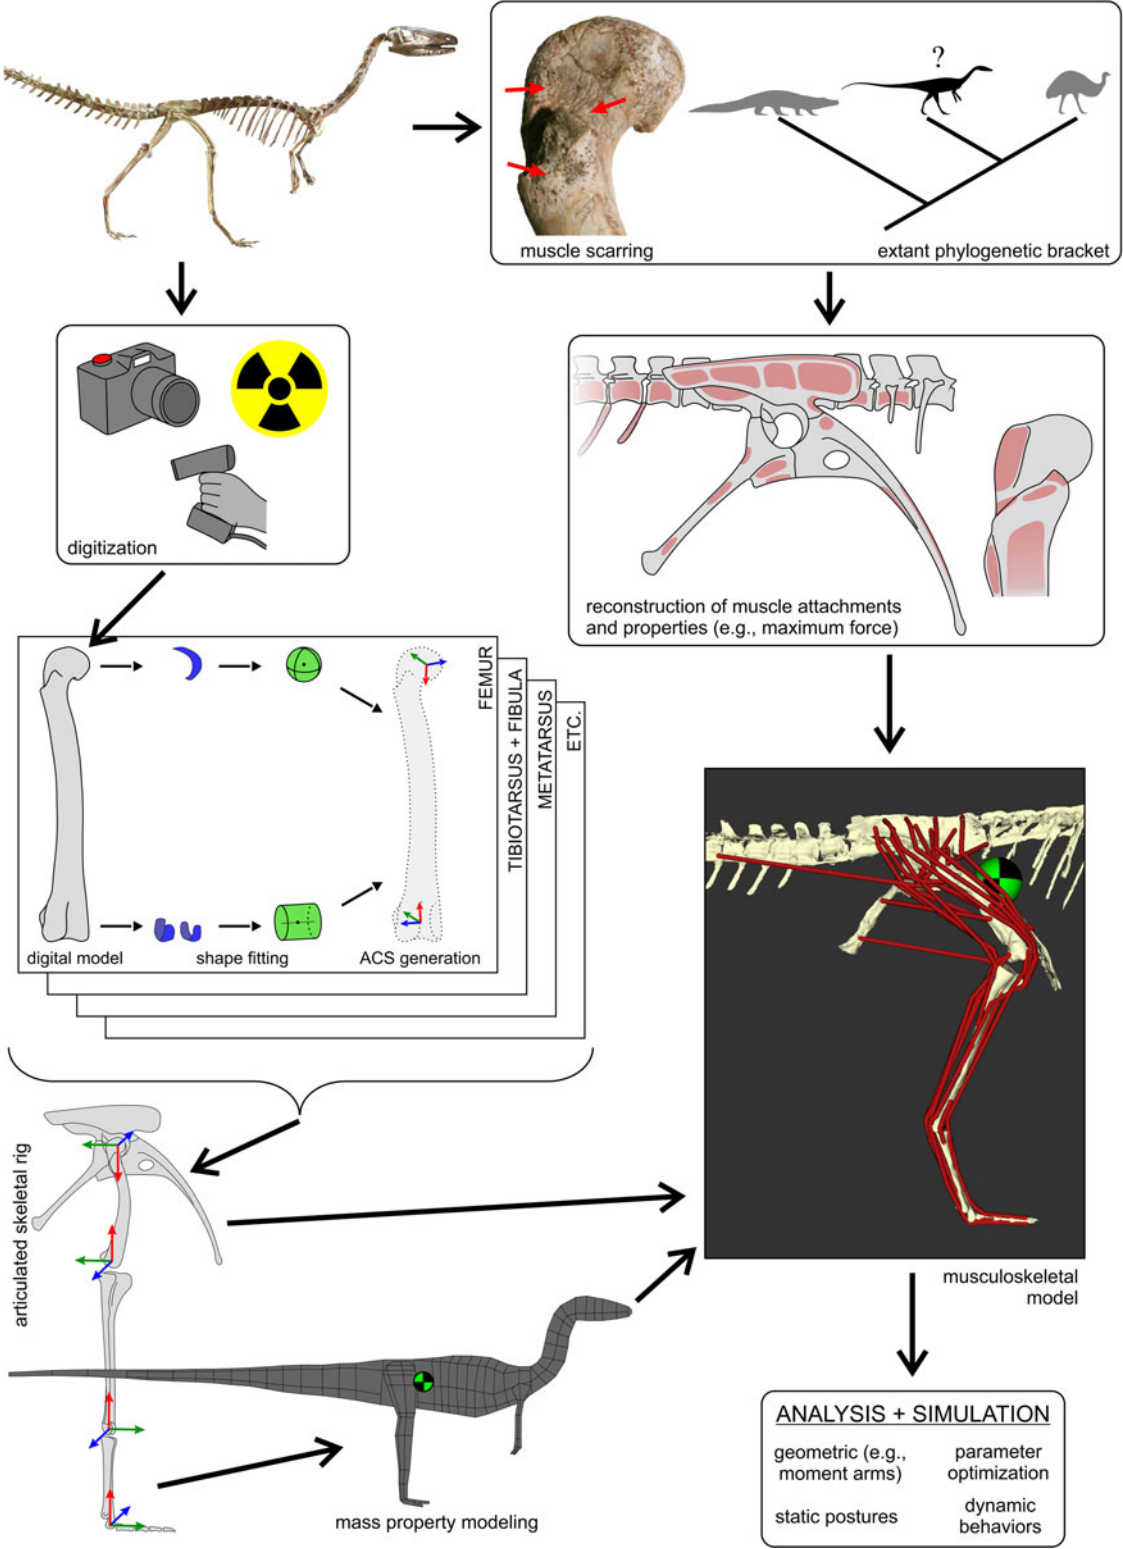 ?
muscle scarring
extant phylogenetic bracket
digitization
reconstruction of muscle attachments
and properties (e.g., maximum force)
FEMUR
TIBIOTARSUS + FIBULA
METATARSUS
ETC.
digital model
shape fitting
ACS generation
articulated skeletal rig
musculoskeletal
model
mass property modeling
ANALYSIS + SIMULATION
geometric (e.g.,
moment arms)
parameter
optimization
static postures
dynamic
behaviors